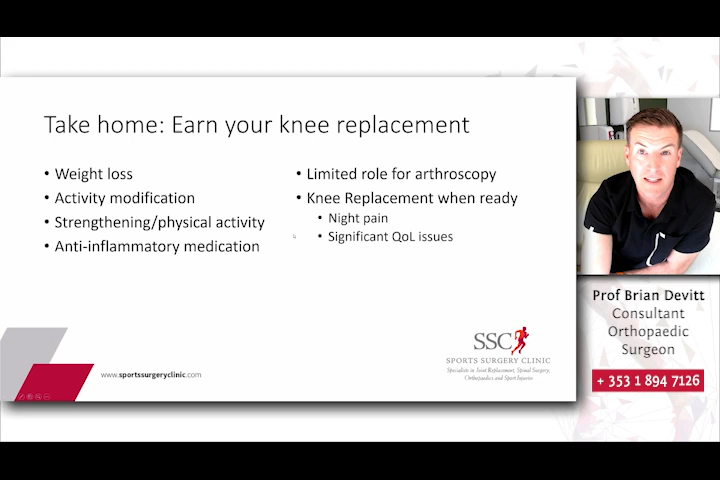 Take home: Earn your knee replacement
• Weight loss
• Activity modification
• Strengthening/physical activity
• Anti-inflammatory medication
• Limited role for arthroscopy
• Knee Replacement when ready
• Night pain
• Significant QoL issues
SSC
SPORTS SURGERY CLINIC
Specialists in Joint Replacement, Spinal Surgery,
Orthopaedics and Sport Injuries
www.sportssurgeryclinic.com
Prof Brian Devitt
Consultant
Orthopaedic
Surgeon
+ 353 1 894 7126